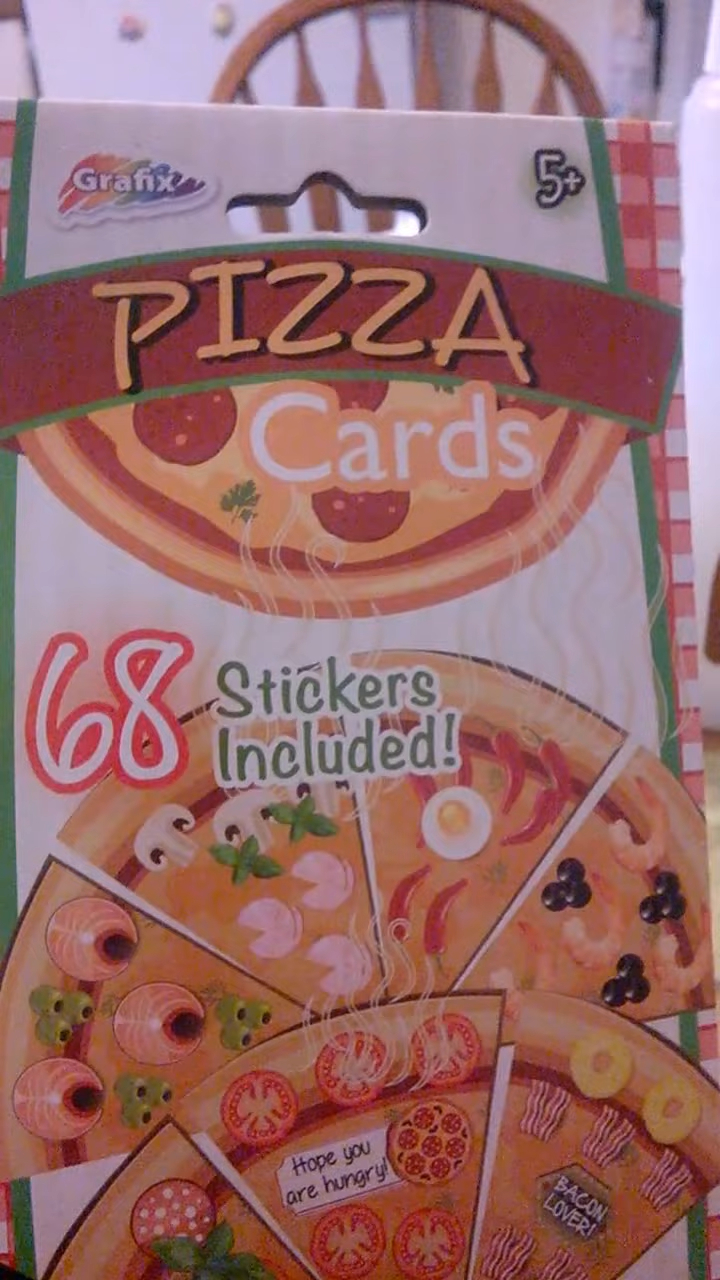 Grafix
5+
PIZZA
Cards
68
Stickers
Included!
Hope you
are hungry!
BACON
LOVER!